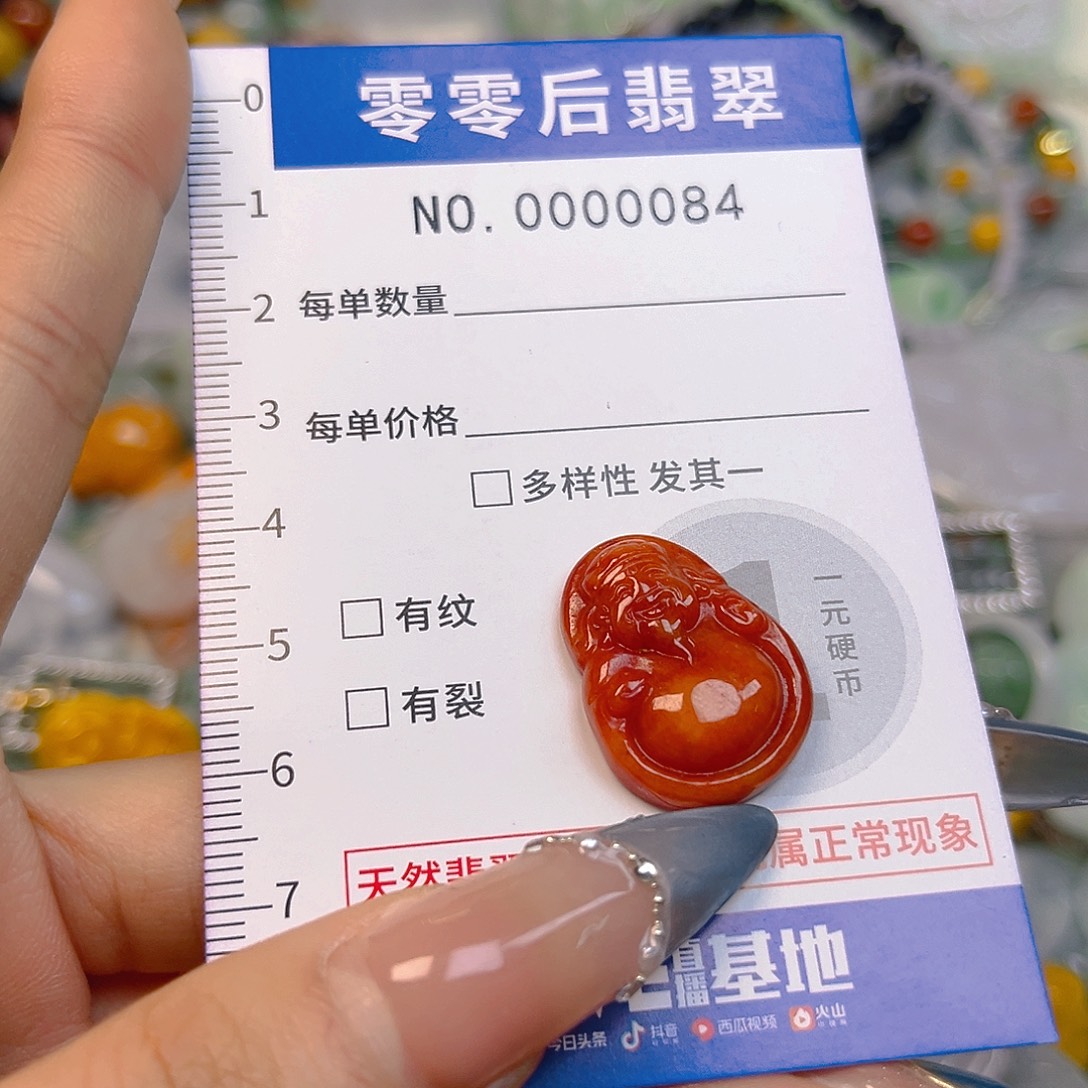 零零后翡翠
0
1
NO. 0000084
2
每单数量
3
每单价格
多样性 发其一
4
1
一元硬币
有纹
5
有裂
6
天然翡
属正常现象
7
直播基地
今日头条 抖音 西瓜视频 火山